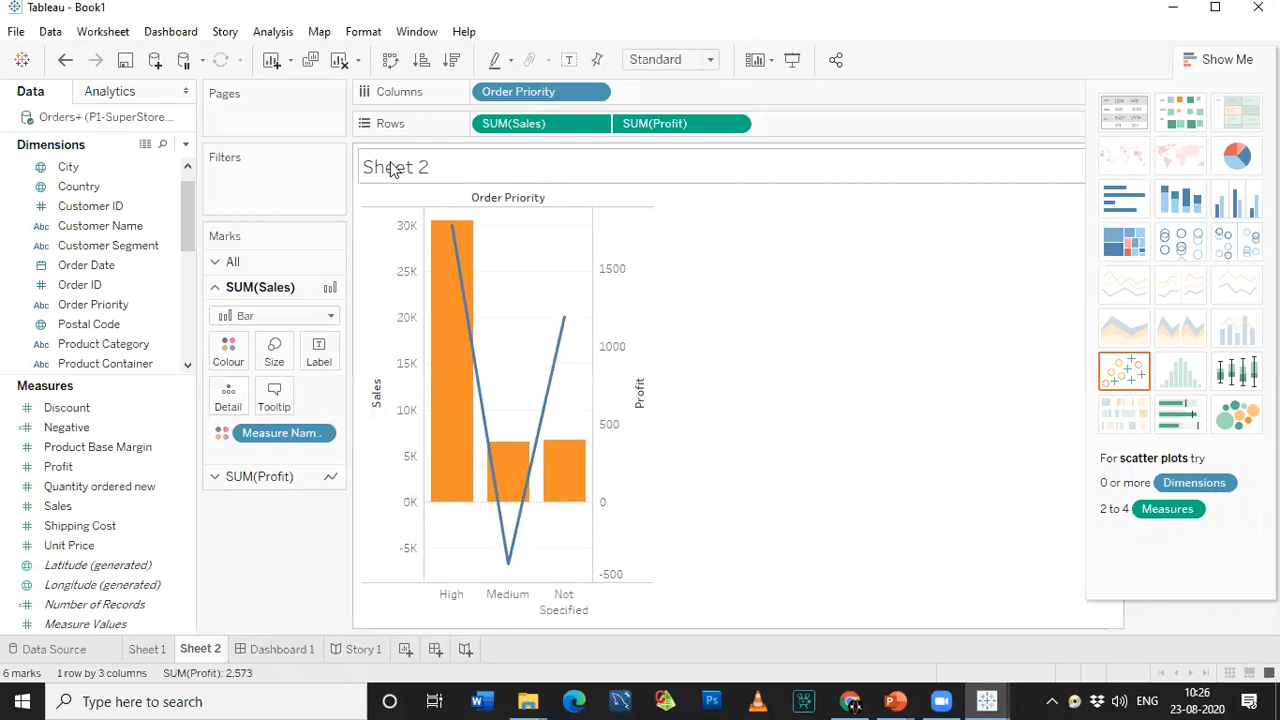 Tableau - Book1
File Data Worksheet Dashboard Story Analysis Map Format Window Help
Standard
Show Me
Data Analytics
Orders+ (P1-SuperStore...
Dimensions
City
Country
Customer ID
Abc Customer Name
Abc Customer Segment
Order Date
Order ID
Abc Order Priority
Postal Code
Abc Product Category
Abc Product Container
Measures
Discount
Negative
Product Base Margin
Profit
Quantity ordered new
Sales
Shipping Cost
Unit Price
Latitude (generated)
Longitude (generated)
Number of Records
Measure Values
Pages
Filters
Marks
All
SUM(Sales)
Bar
Colour Size Label
Detail Tooltip
Measure Nam..
SUM(Profit)
Columns Order Priority
Rows SUM(Sales) SUM(Profit)
Sheet 2
Order Priority
30K
25K
20K
15K
10K
5K
0K
-5K
Sales
1500
1000
500
0
-500
Profit
High Medium Not Specified
For scatter plots try
0 or more Dimensions
2 to 4 Measures
Data Source Sheet 1 Sheet 2 Dashboard 1 Story 1
6 marks 1 row by 3 columns SUM(Profit): 2,573
Type here to search
ENG
10:26
23-08-2020